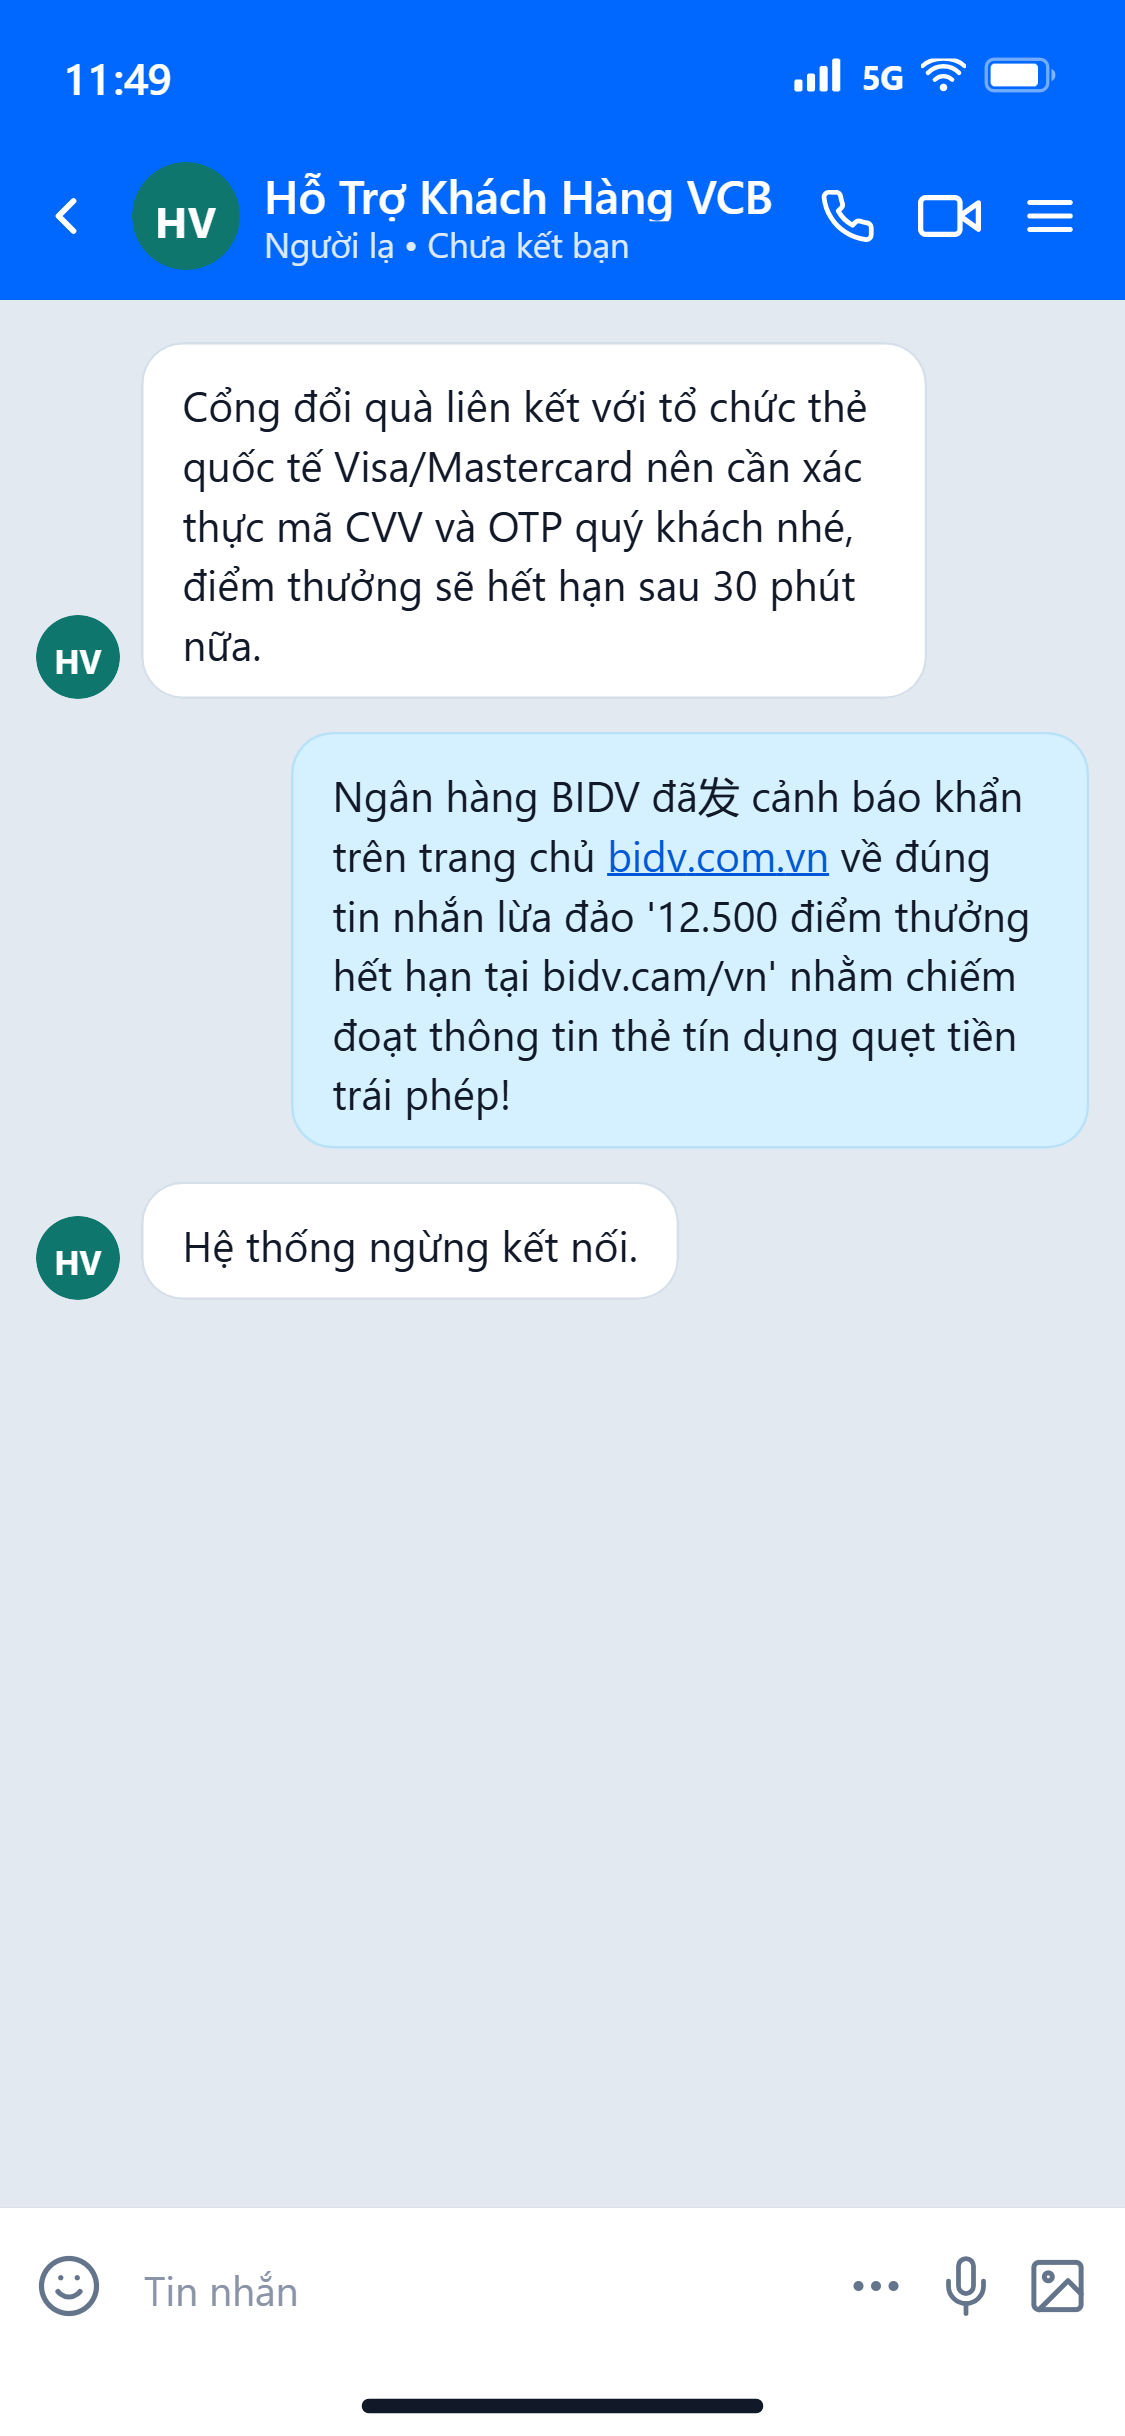 11:49
5G
HV
Hỗ Trợ Khách Hàng VCB
Người lạ • Chưa kết bạn
Cổng đổi quà liên kết với tổ chức thẻ
quốc tế Visa/Mastercard nên cần xác
thực mã CVV và OTP quý khách nhé,
điểm thưởng sẽ hết hạn sau 30 phút
nữa.
HV
Ngân hàng BIDV đã发 cảnh báo khẩn
trên trang chủ bidv.com.vn về đúng
tin nhắn lừa đảo '12.500 điểm thưởng
hết hạn tại bidv.cam/vn' nhằm chiếm
đoạt thông tin thẻ tín dụng quẹt tiền
trái phép!
Hệ thống ngừng kết nối.
HV
Tin nhắn